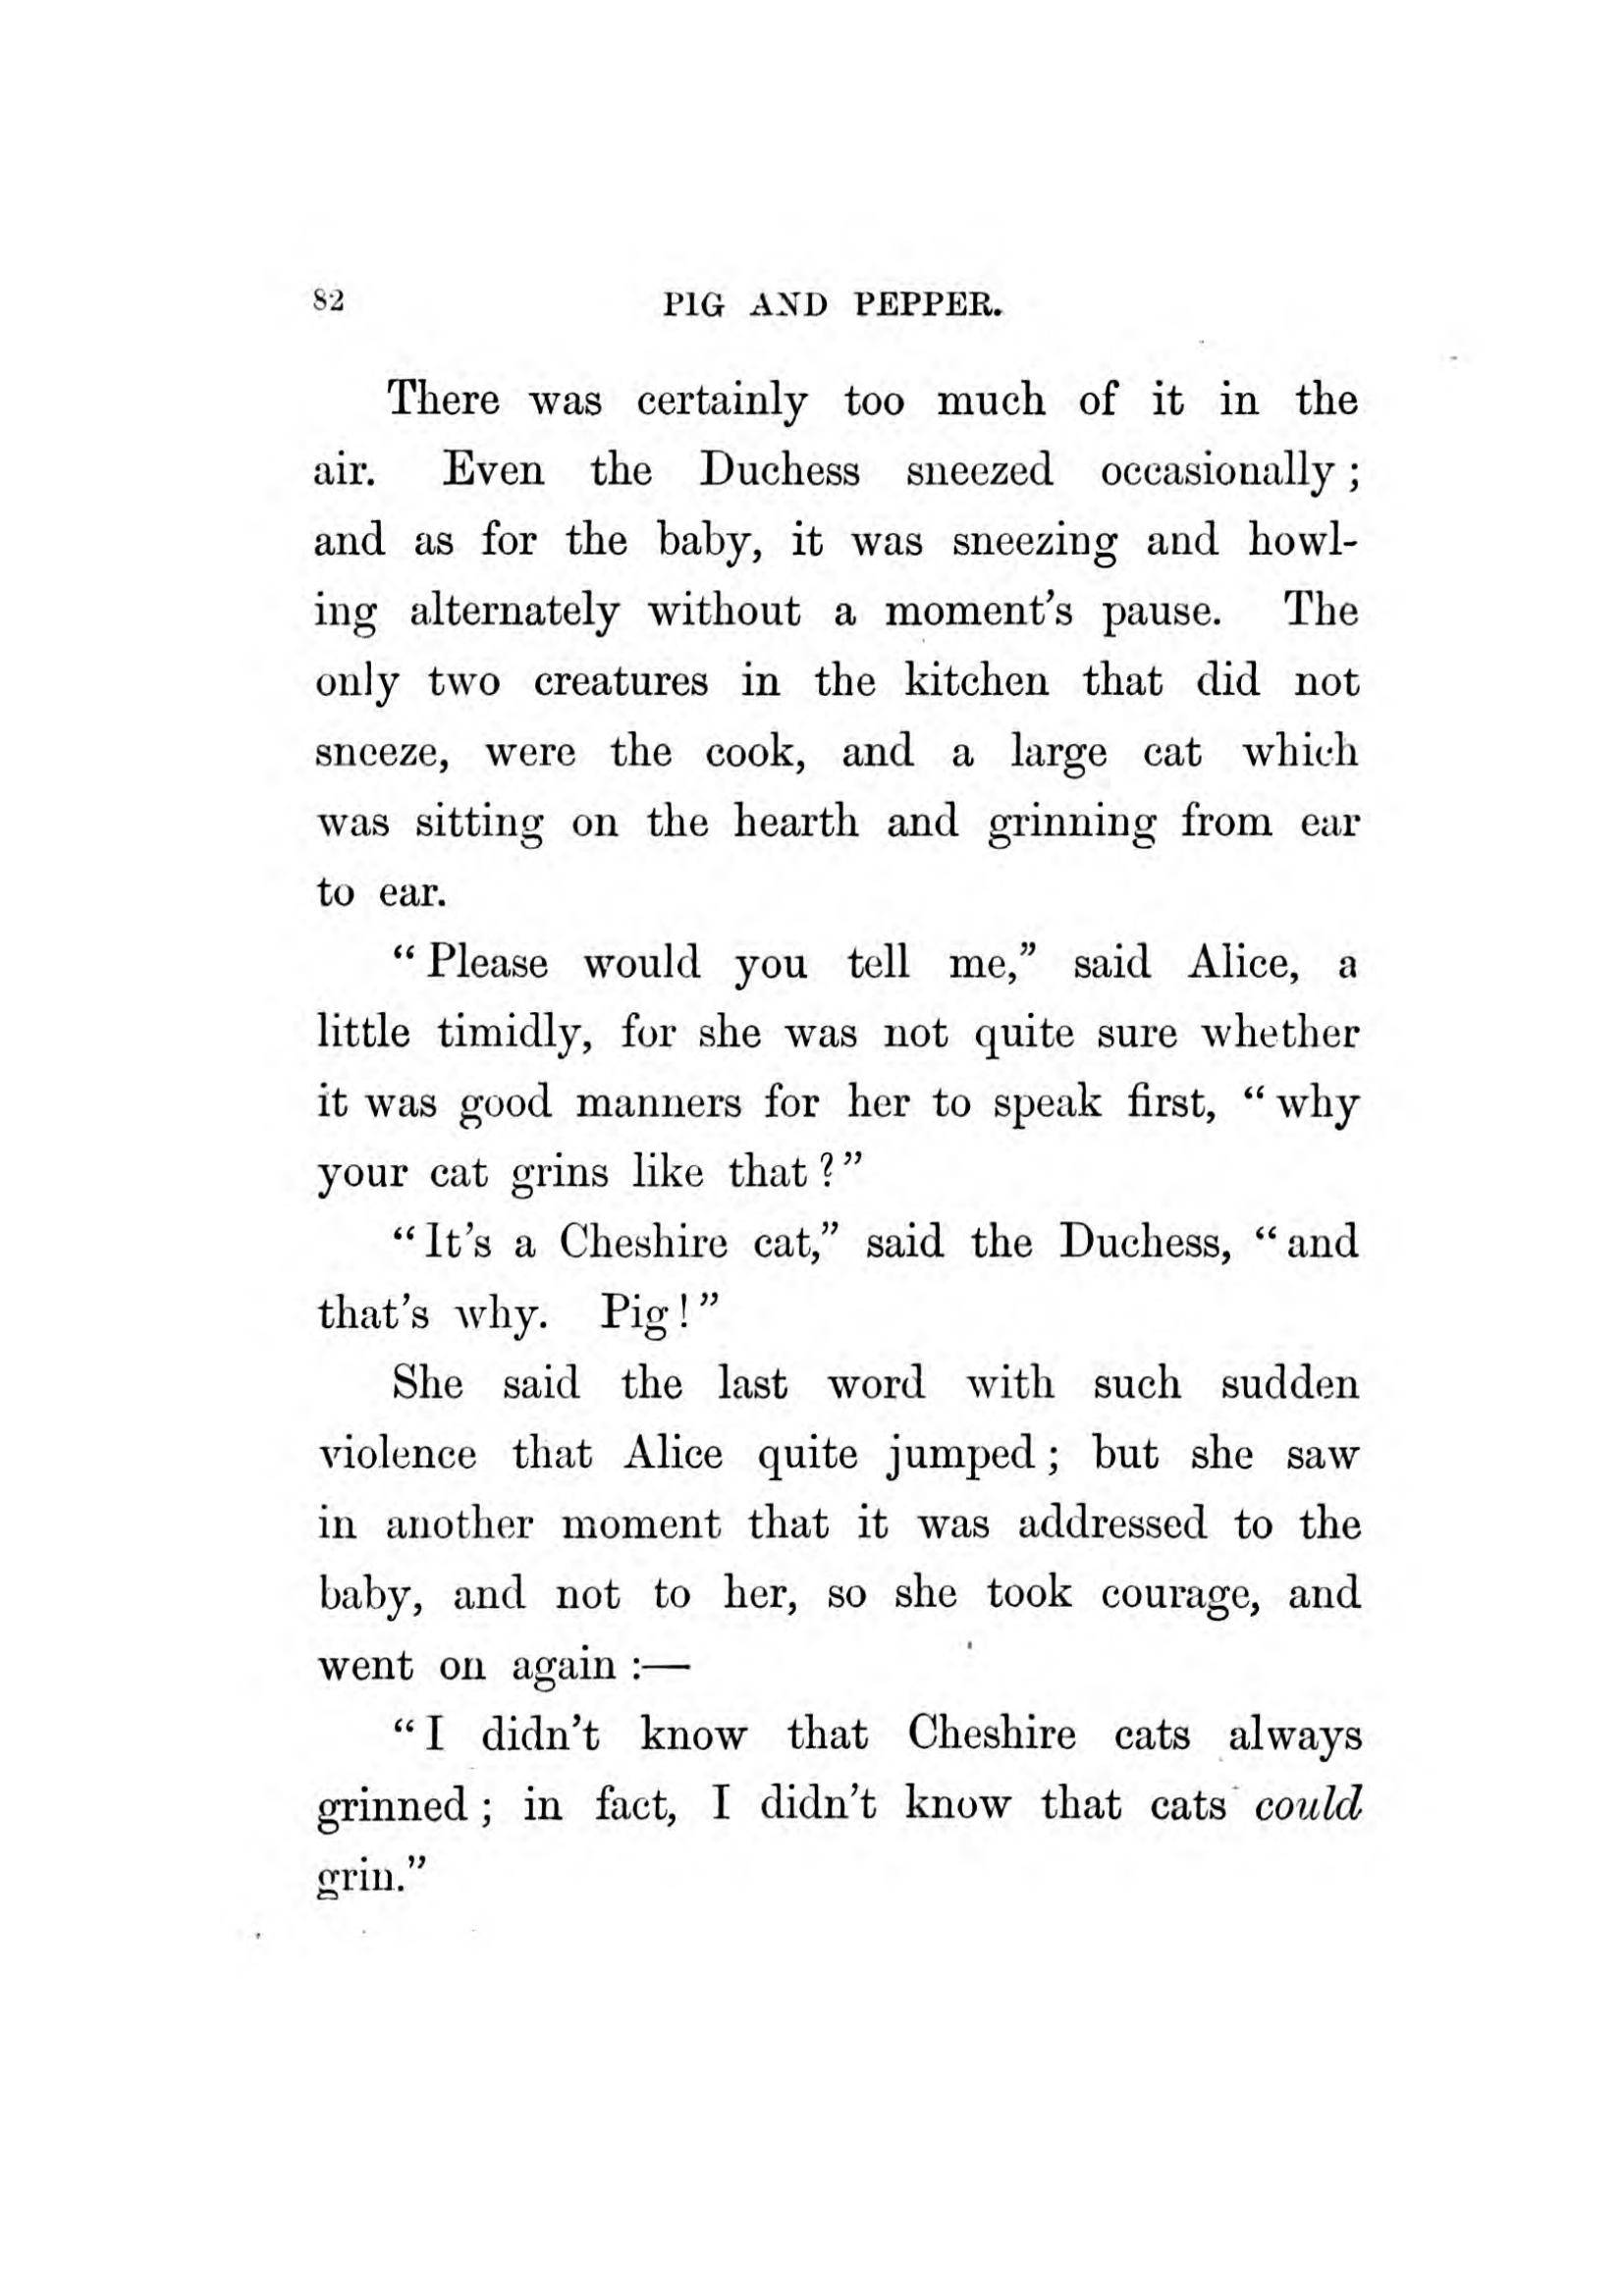 82 PIG AND PEPPER.
There was certainly too much of it in the
air. Even the Duchess sneezed occasionally ;
and as for the baby, it was sneezing and howl-
ing alternately without a moment's pause. The
only two creatures in the kitchen that did not
sneeze, were the cook, and a large cat which
was sitting on the hearth and grinning from ear
to ear.
“ Please would you tell me,” said Alice, a
little timidly, for she was not quite sure whether
it was good manners for her to speak first, “ why
your cat grins like that ? ”
“ It’s a Cheshire cat,” said the Duchess, “ and
that’s why. Pig ! ”
She said the last word with such sudden
violence that Alice quite jumped ; but she saw
in another moment that it was addressed to the
baby, and not to her, so she took courage, and
went on again :—
“ I didn’t know that Cheshire cats always
grinned ; in fact, I didn’t know that cats could
grin.”